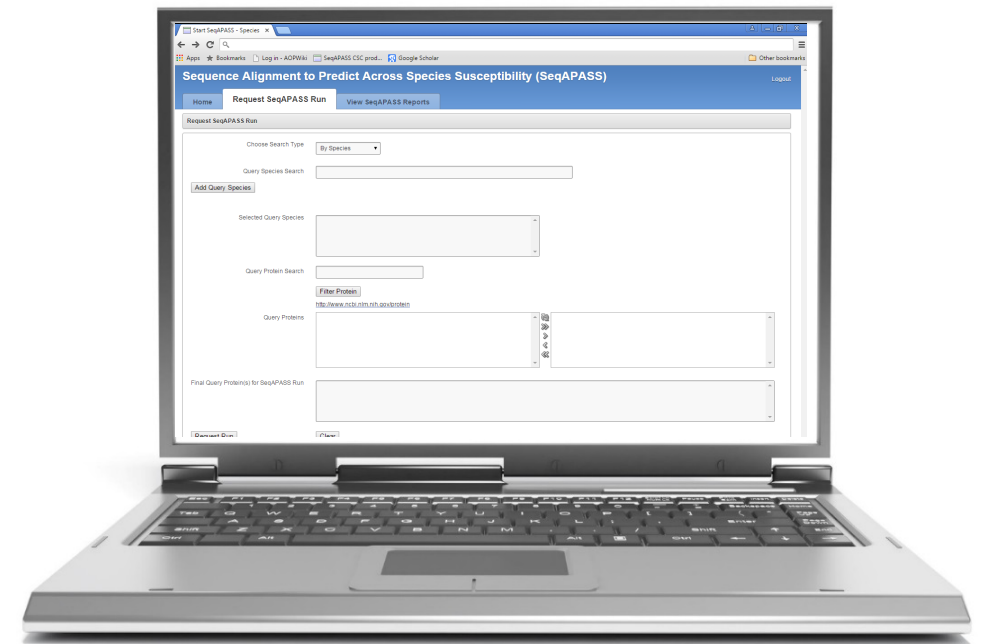 Start SeqAPASS - Species
Apps Bookmarks Log in - AOPWiki SeqAPASS CSC prod... Google Scholar Other bookmarks
Sequence Alignment to Predict Across Species Susceptibility (SeqAPASS)
Logout
Home Request SeqAPASS Run View SeqAPASS Reports
Request SeqAPASS Run
Choose Search Type By Species
Query Species Search
Add Query Species
Selected Query Species
Query Protein Search
Filter Protein
http://www.ncbi.nlm.nih.gov/protein
Query Proteins
Final Query Protein(s) for SeqAPASS Run
Request Run Clear